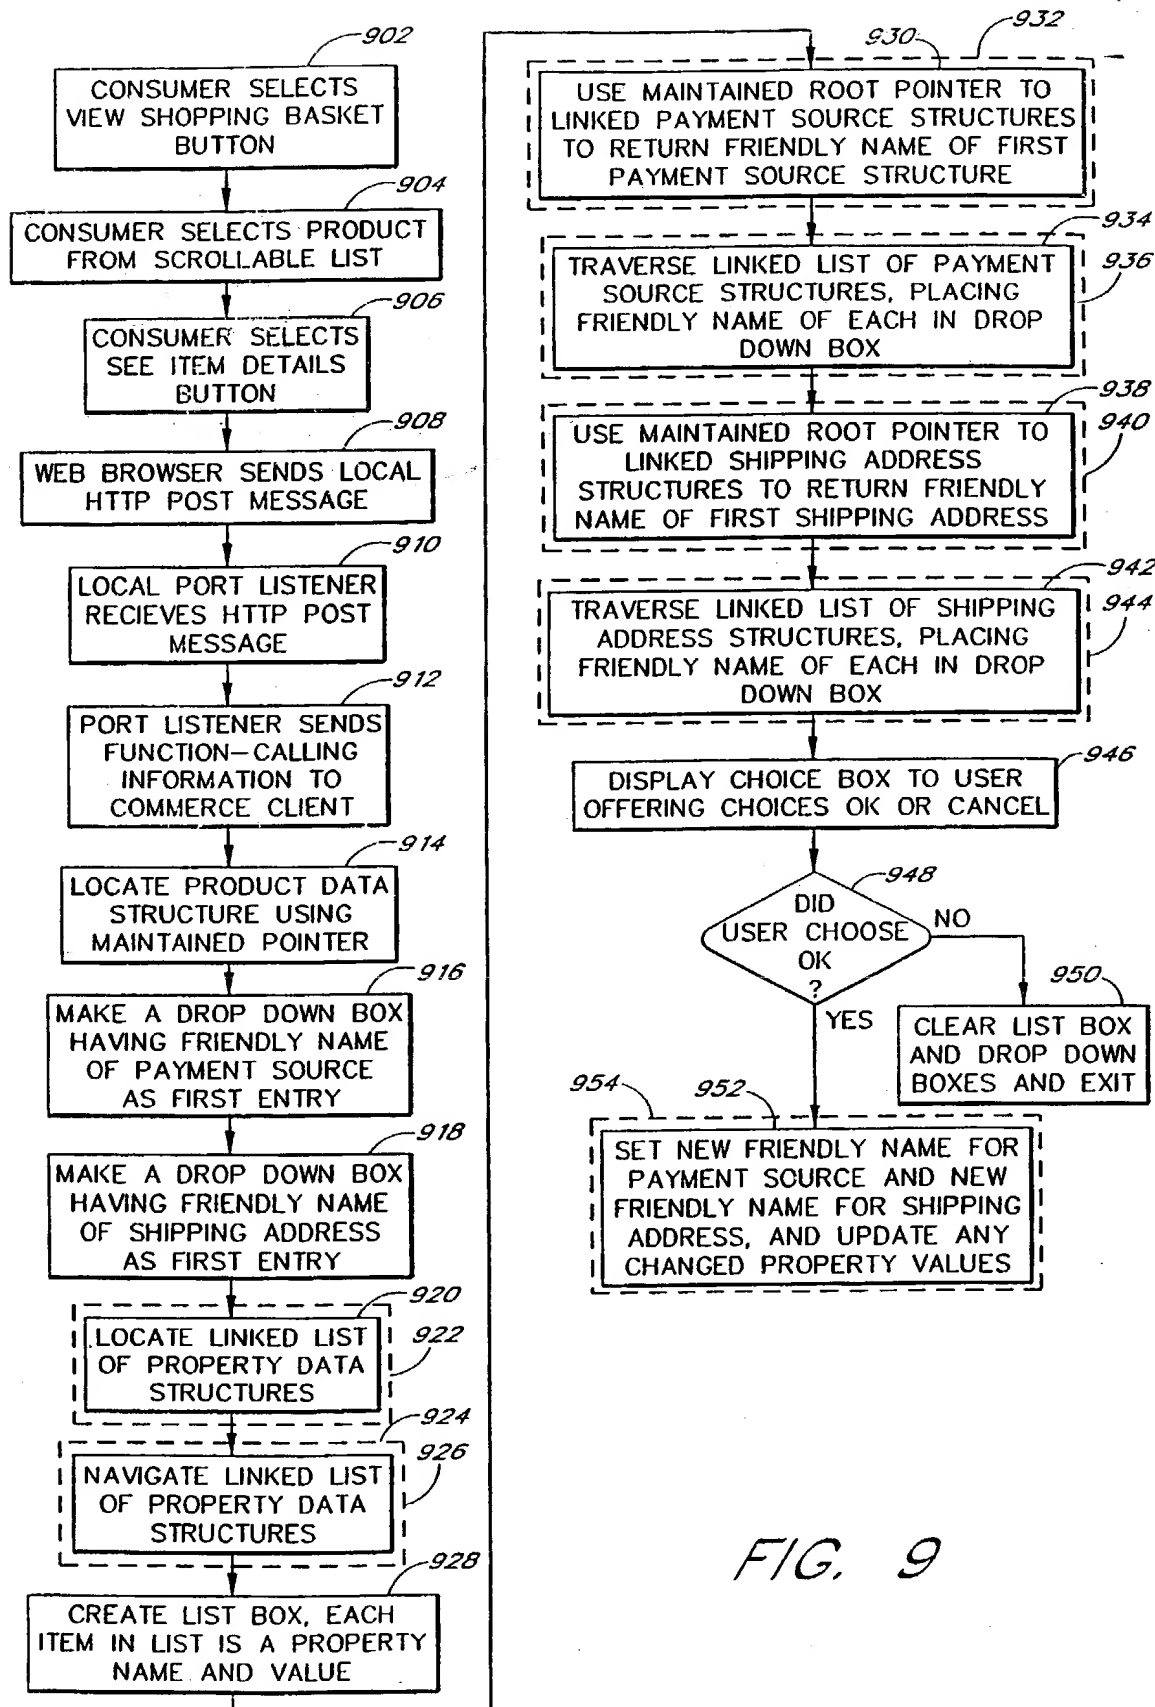 902
CONSUMER SELECTS
VIEW SHOPPING BASKET
BUTTON
904
CONSUMER SELECTS PRODUCT
FROM SCROLLABLE LIST
906
CONSUMER SELECTS
SEE ITEM DETAILS
BUTTON
908
WEB BROWSER SENDS LOCAL
HTTP POST MESSAGE
910
LOCAL PORT LISTENER
RECIEVES HTTP POST
MESSAGE
912
PORT LISTENER SENDS
FUNCTION-CALLING
INFORMATION TO
COMMERCE CLIENT
914
LOCATE PRODUCT DATA
STRUCTURE USING
MAINTAINED POINTER
916
MAKE A DROP DOWN BOX
HAVING FRIENDLY NAME
OF PAYMENT SOURCE
AS FIRST ENTRY
918
MAKE A DROP DOWN BOX
HAVING FRIENDLY NAME
OF SHIPPING ADDRESS
AS FIRST ENTRY
920
LOCATE LINKED LIST
OF PROPERTY DATA
STRUCTURES
922
924
926
NAVIGATE LINKED LIST
OF PROPERTY DATA
STRUCTURES
928
CREATE LIST BOX, EACH
ITEM IN LIST IS A PROPERTY
NAME AND VALUE
930
932
USE MAINTAINED ROOT POINTER TO
LINKED PAYMENT SOURCE STRUCTURES
TO RETURN FRIENDLY NAME OF FIRST
PAYMENT SOURCE STRUCTURE
934
936
TRAVERSE LINKED LIST OF PAYMENT
SOURCE STRUCTURES, PLACING
FRIENDLY NAME OF EACH IN DROP
DOWN BOX
938
940
USE MAINTAINED ROOT POINTER TO
LINKED SHIPPING ADDRESS
STRUCTURES TO RETURN FRIENDLY
NAME OF FIRST SHIPPING ADDRESS
942
944
TRAVERSE LINKED LIST OF SHIPPING
ADDRESS STRUCTURES, PLACING
FRIENDLY NAME OF EACH IN DROP
DOWN BOX
946
DISPLAY CHOICE BOX TO USER
OFFERING CHOICES OK OR CANCEL
948
DID
USER CHOOSE
OK
?
NO
YES
950
CLEAR LIST BOX
AND DROP DOWN
BOXES AND EXIT
954
952
SET NEW FRIENDLY NAME FOR
PAYMENT SOURCE AND NEW
FRIENDLY NAME FOR SHIPPING
ADDRESS, AND UPDATE ANY
CHANGED PROPERTY VALUES
FIG. 9